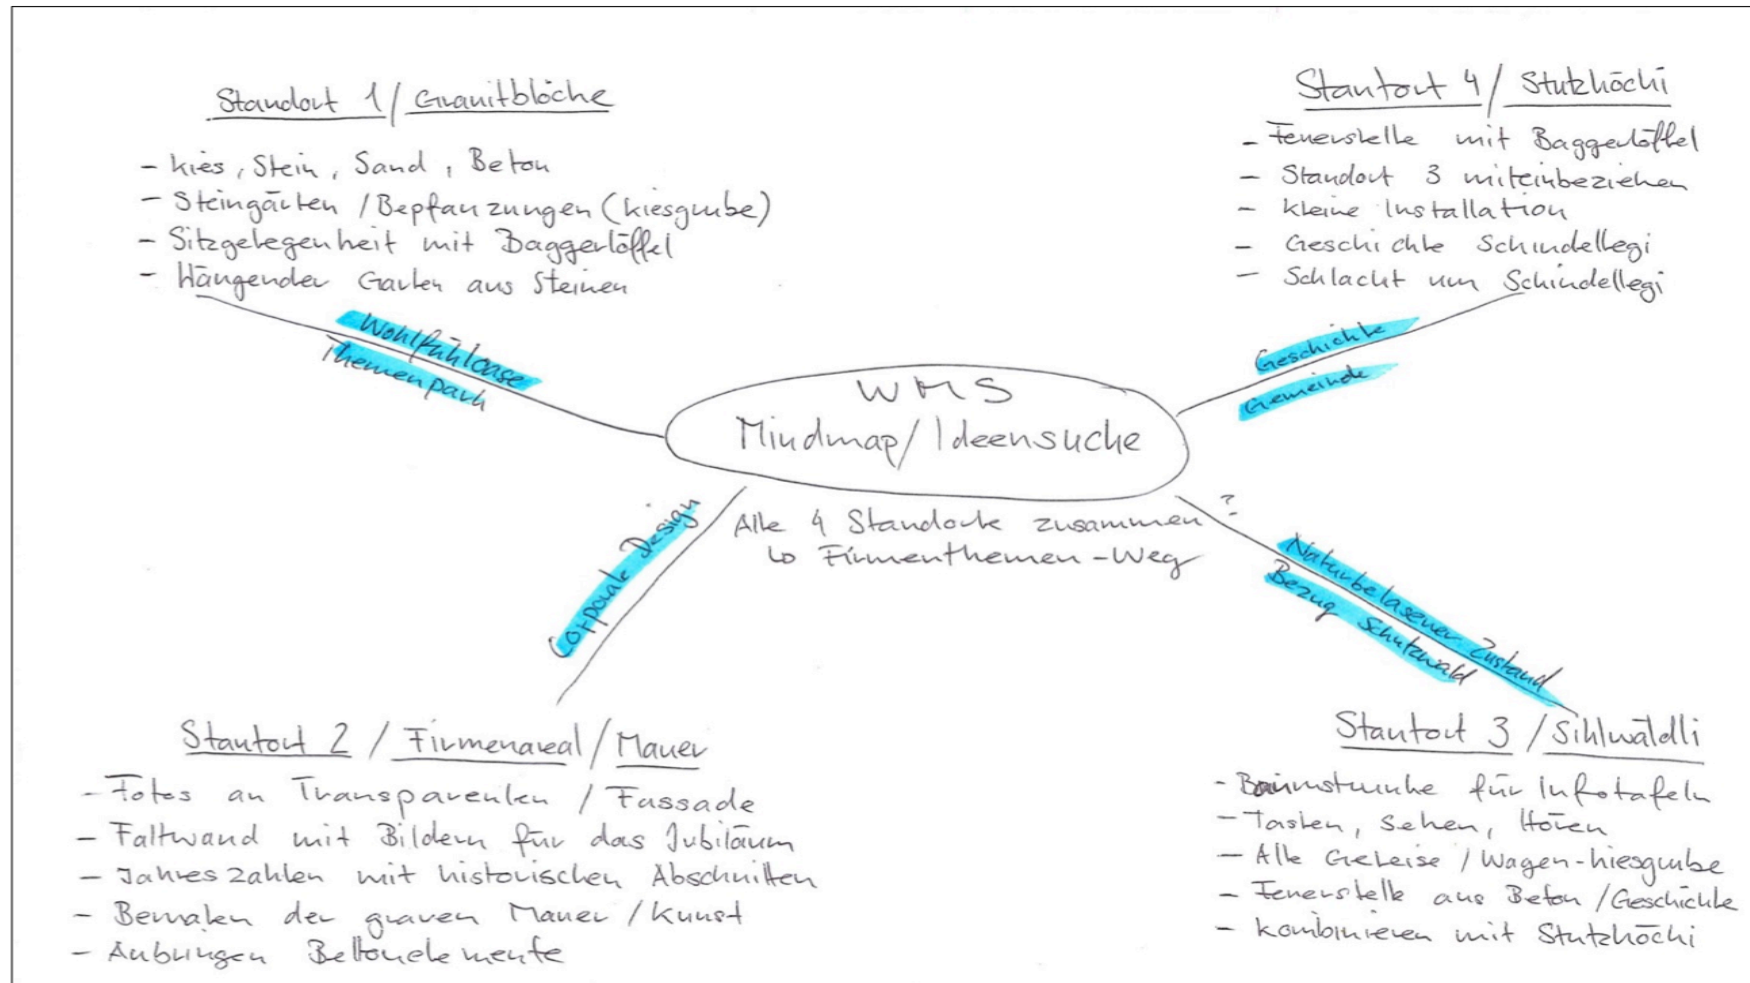 Standort 1 / Granitblöcke
- Kies, Stein, Sand, Beton
- Steingärten / Bepfanzungen (Kiesgrube)
- Sitzgelegenheit mit Baggerlöffel
- Hängender Garten aus Steinen
Wohlfühloase
Themenpark
Stantort 4 / Stutzhöchi
- Feuerstelle mit Baggerlöffel
- Standort 3 miteinbeziehen
- Kleine Installation
- Geschichte Schindellegi
- Schlacht um Schindellegi
Geschichte
Gemeinde
WMS
Mindmap / Ideensuche
Alle 4 Standorte zusammen ?
↳ Firmenthemen-Weg
Corporate Design
Naturbelasener Zustand
Bezug Schutzwald
Stantort 2 / Firmenareal / Mauer
- Fotos an Transparenten / Fassade
- Faltwand mit Bildern für das Jubiläum
- Jahreszahlen mit historischen Abschnitten
- Bemalen der grauen Mauer / Kunst
- Anbringen Bettonelemente
Stantort 3 / Sihlwäldli
- Baumstrünke für Infotafeln
- Tasten, Sehen, Hören
- Alte Geleise / Wagen-Kiesgrube
- Feuerstelle aus Beton / Geschichte
- Kombinieren mit Stutzhöchi